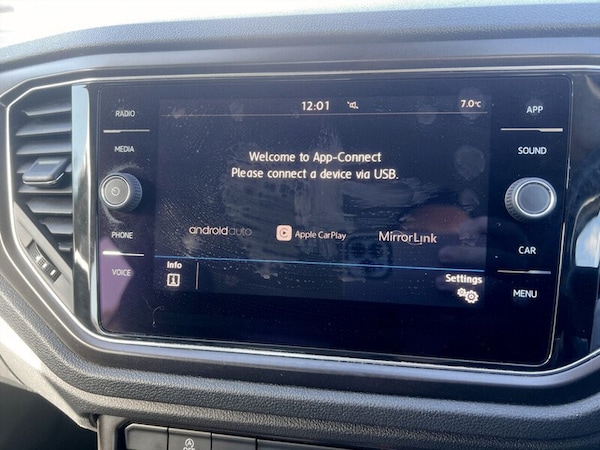 RADIO
MEDIA
PHONE
VOICE
12:01
7.0°C
Welcome to App-Connect
Please connect a device via USB.
androidauto
Apple CarPlay
MirrorLink
Info
Settings
APP
SOUND
CAR
MENU